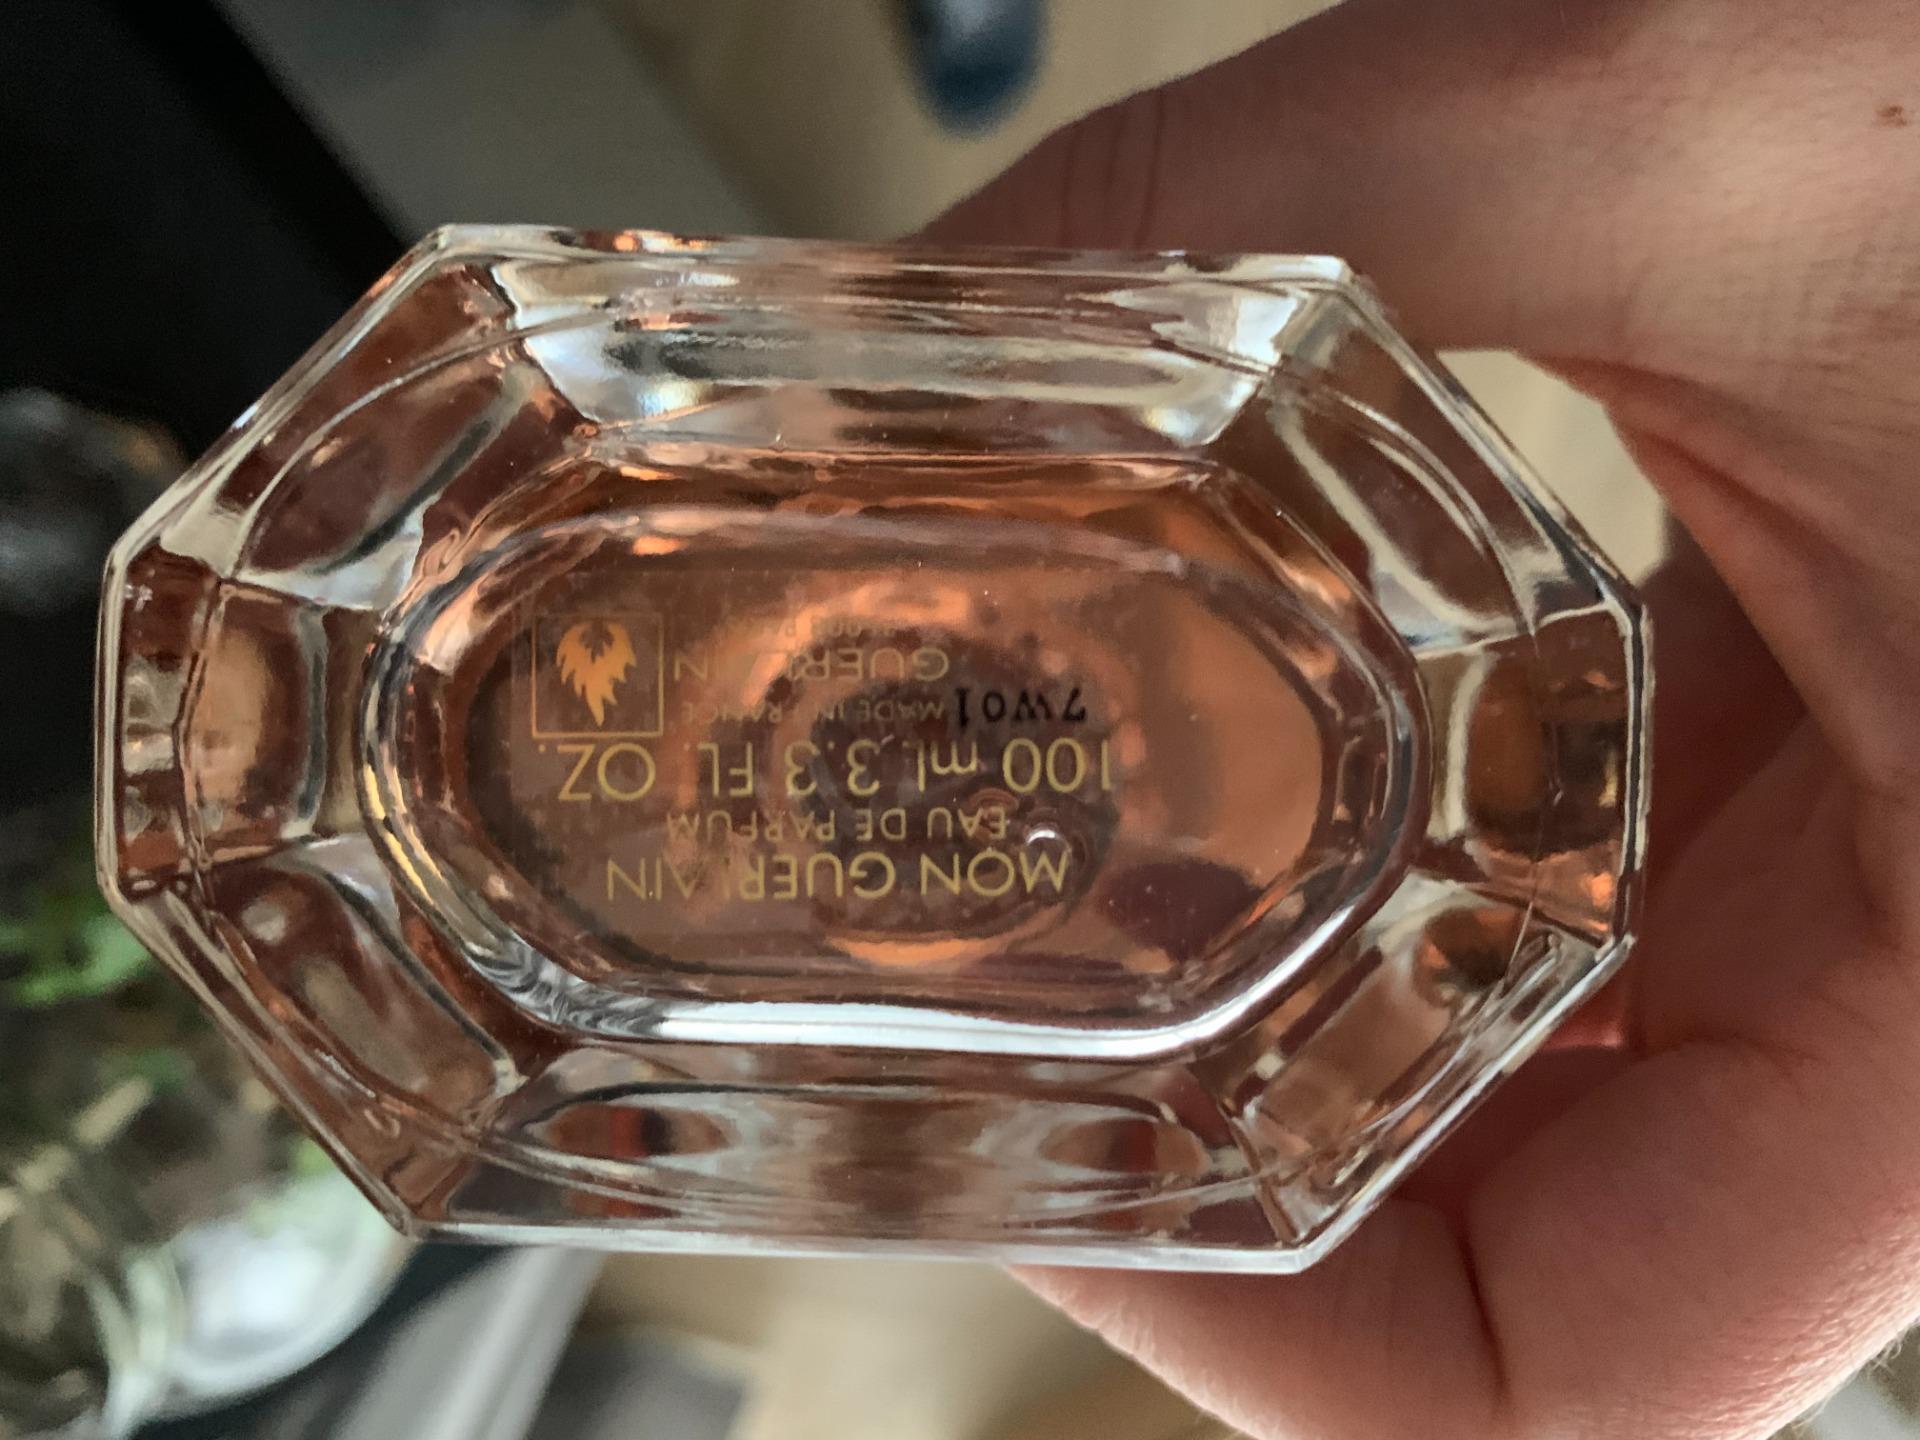 MON GUERLAIN
EAU DE PARFUM
100 ml 3.3 FL. OZ.
MADE IN FRANCE
7W01
GUERLAIN